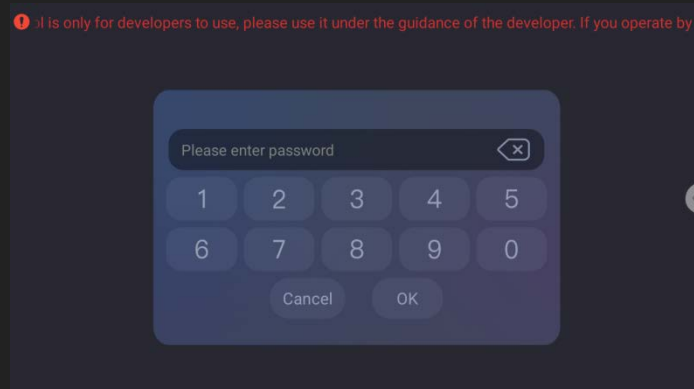 is only for developers to use, please use it under the guidance of the developer. If you operate by
Please enter password
1 2 3 4 5
6 7 8 9 0
Cancel OK